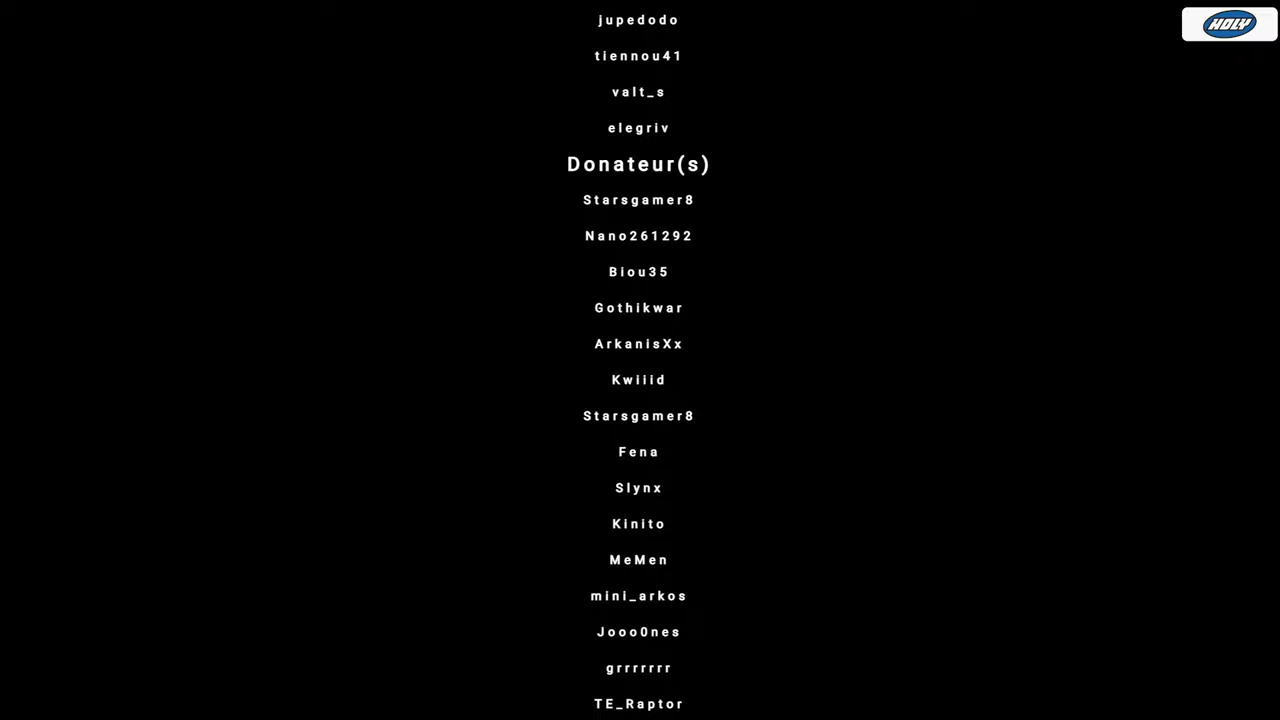 jupedodo
HOLY
tiennou41
valt_s
elegriv
Donateur(s)
Starsgamer8
Nano261292
Biou35
Gothikwar
ArkanisXx
Kwiiid
Starsgamer8
Fena
Slynx
Kinito
MeMen
mini_arkos
Jooo0nes
grrrrrrr
TE_Raptor